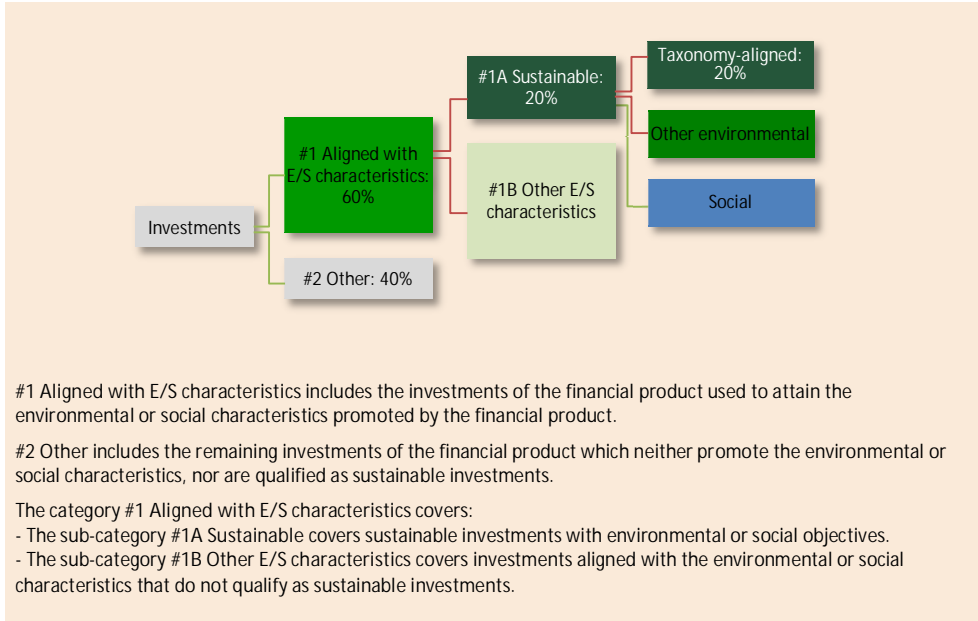 Taxonomy-aligned:
20%
#1A Sustainable:
20%
Other environmental
#1 Aligned with
E/S characteristics:
60%
#1B Other E/S
characteristics
Social
Investments
#2 Other: 40%
#1 Aligned with E/S characteristics includes the investments of the financial product used to attain the
environmental or social characteristics promoted by the financial product.
#2 Other includes the remaining investments of the financial product which neither promote the environmental or
social characteristics, nor are qualified as sustainable investments.
The category #1 Aligned with E/S characteristics covers:
- The sub-category #1A Sustainable covers sustainable investments with environmental or social objectives.
- The sub-category #1B Other E/S characteristics covers investments aligned with the environmental or social
characteristics that do not qualify as sustainable investments.